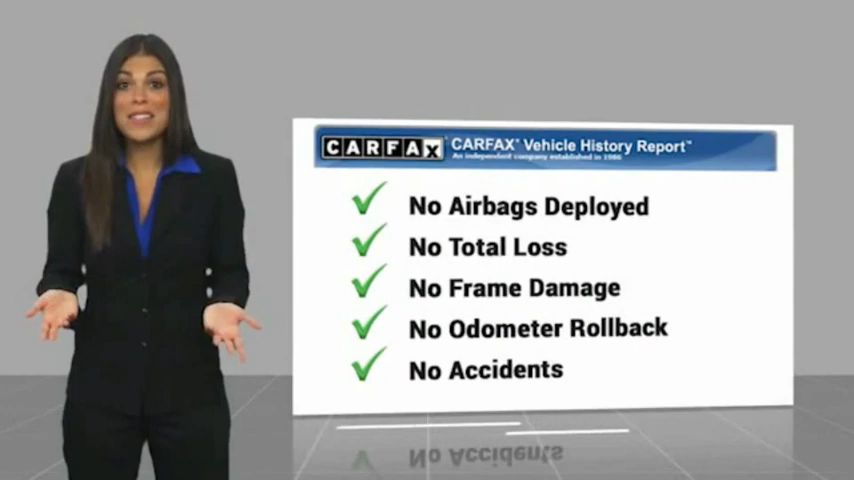 CARFAX CARFAX® Vehicle History Report™
An independent company established in 1986
No Airbags Deployed
No Total Loss
No Frame Damage
No Odometer Rollback
No Accidents
No Accidents